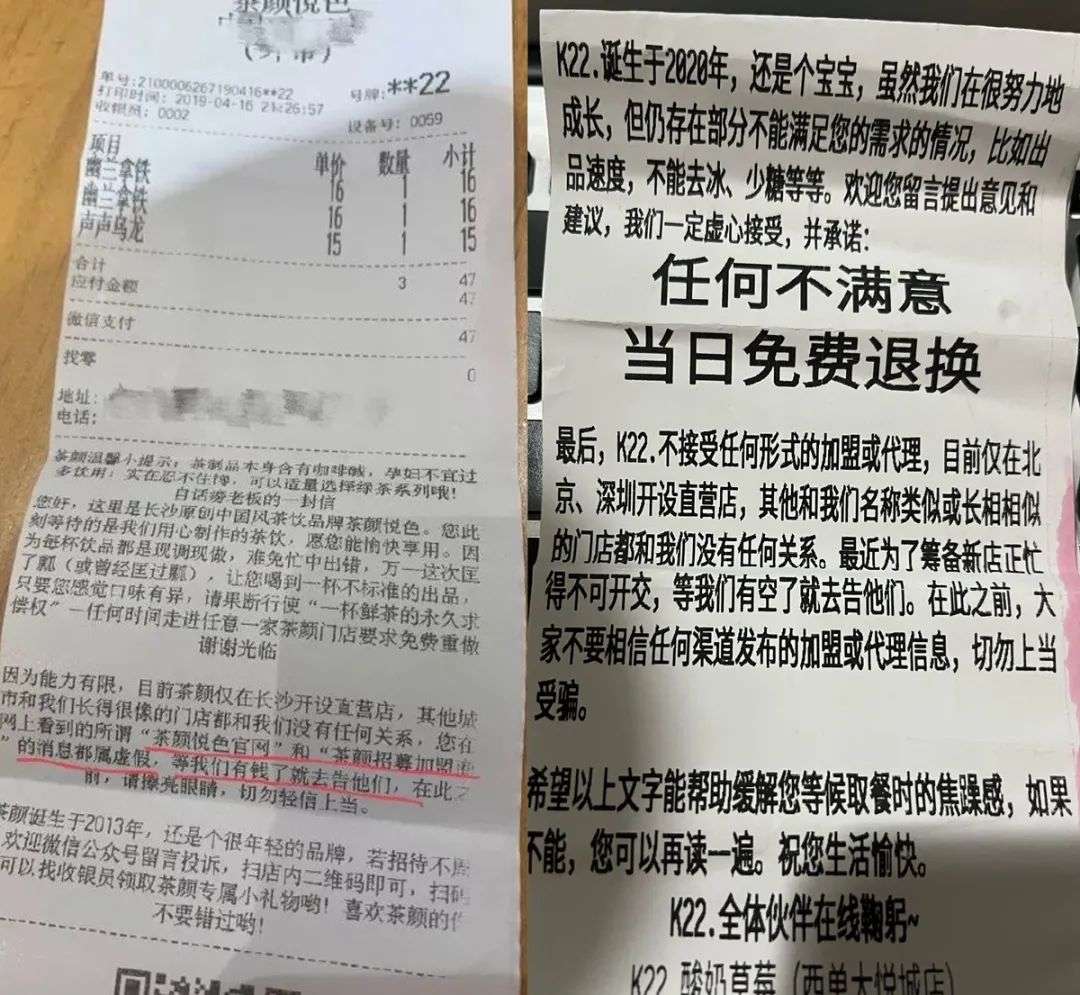 茶颜悦色
单号:2100006267190416**22
号牌:**22
打印时间: 2019-04-16 21:26:57
收银员: 0002
设备号: 0059
项目 单价 数量 小计
幽兰拿铁 16 1 16
幽兰拿铁 16 1 16
声声乌龙 15 1 15
合计 3 47
应付金额 47
微信支付 47
找零 0
地址:
电话:
茶颜温馨小提示: 茶制品本身含有咖啡碱, 孕妇不宜过
多饮用! 实在忍不住馋, 可以适量选择绿茶系列哦!
白话唠老板的一封信
您好, 这里是长沙原创中国风茶饮品牌茶颜悦色。您此
刻等待的是我们用心制作的茶饮, 愿您能愉快享用。因
为每杯饮品都是现调现做, 难免忙中出错, 万一这次匡
了瓢 (或曾经匡过瓢), 让您喝到一杯不标准的出品,
只要您感觉口味有异, 请果断行使“一杯鲜茶的永久求
偿权”—任何时间走进任意一家茶颜门店要求免费重做
谢谢光临
因为能力有限, 目前茶颜仅在长沙开设直营店, 其他城
市和我们长得很像的门店都和我们没有任何关系, 您在
网上看到的所谓“茶颜悦色官网”和“茶颜招募加盟商
”的消息都属虚假, 等我们有钱了就去告他们, 在此之
前, 请擦亮眼睛, 切勿轻信上当。
茶颜诞生于2013年, 还是个很年轻的品牌, 若招待不周
欢迎微信公众号留言投诉, 扫店内二维码即可, 扫码
可以找收银员领取茶颜专属小礼物哟! 喜欢茶颜的
不要错过哟!
K22.诞生于2020年, 还是个宝宝, 虽然我们在很努力地
成长, 但仍存在部分不能满足您的需求的情况, 比如出
品速度, 不能去冰、少糖等等。欢迎您留言提出意见和
建议, 我们一定虚心接受, 并承诺:
任何不满意
当日免费退换
最后, K22.不接受任何形式的加盟或代理, 目前仅在北
京、深圳开设直营店, 其他和我们名称类似或长相相似
的门店都和我们没有任何关系。最近为了筹备新店正忙
得不可开交, 等我们有空了就去告他们。在此之前, 大
家不要相信任何渠道发布的加盟或代理信息, 切勿上当
受骗。
希望以上文字能帮助缓解您等候取餐时的焦躁感, 如果
不能, 您可以再读一遍。祝您生活愉快。
K22.全体伙伴在线鞠躬~
K22.酸奶草莓 (西单大悦城店)